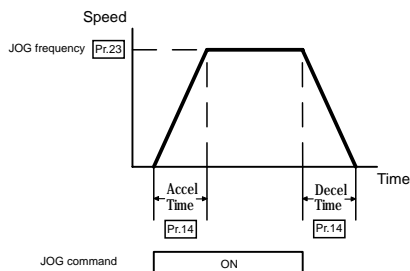 Speed
JOG frequency Pr.23
Time
Accel Time
Decel Time
Pr.14
Pr.14
JOG command
ON